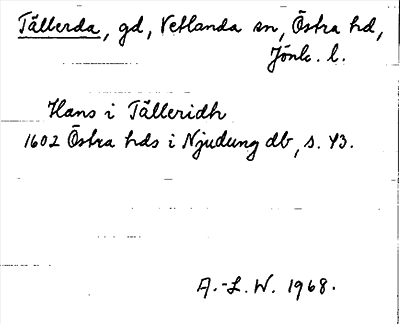 Tällerda, gd, Vetlanda sn, Östra hd,
Jönk. l.
Hans i Tälleridh
1602 Östra hds i Njudung db, s. 43.
A.-L. W. 1968.